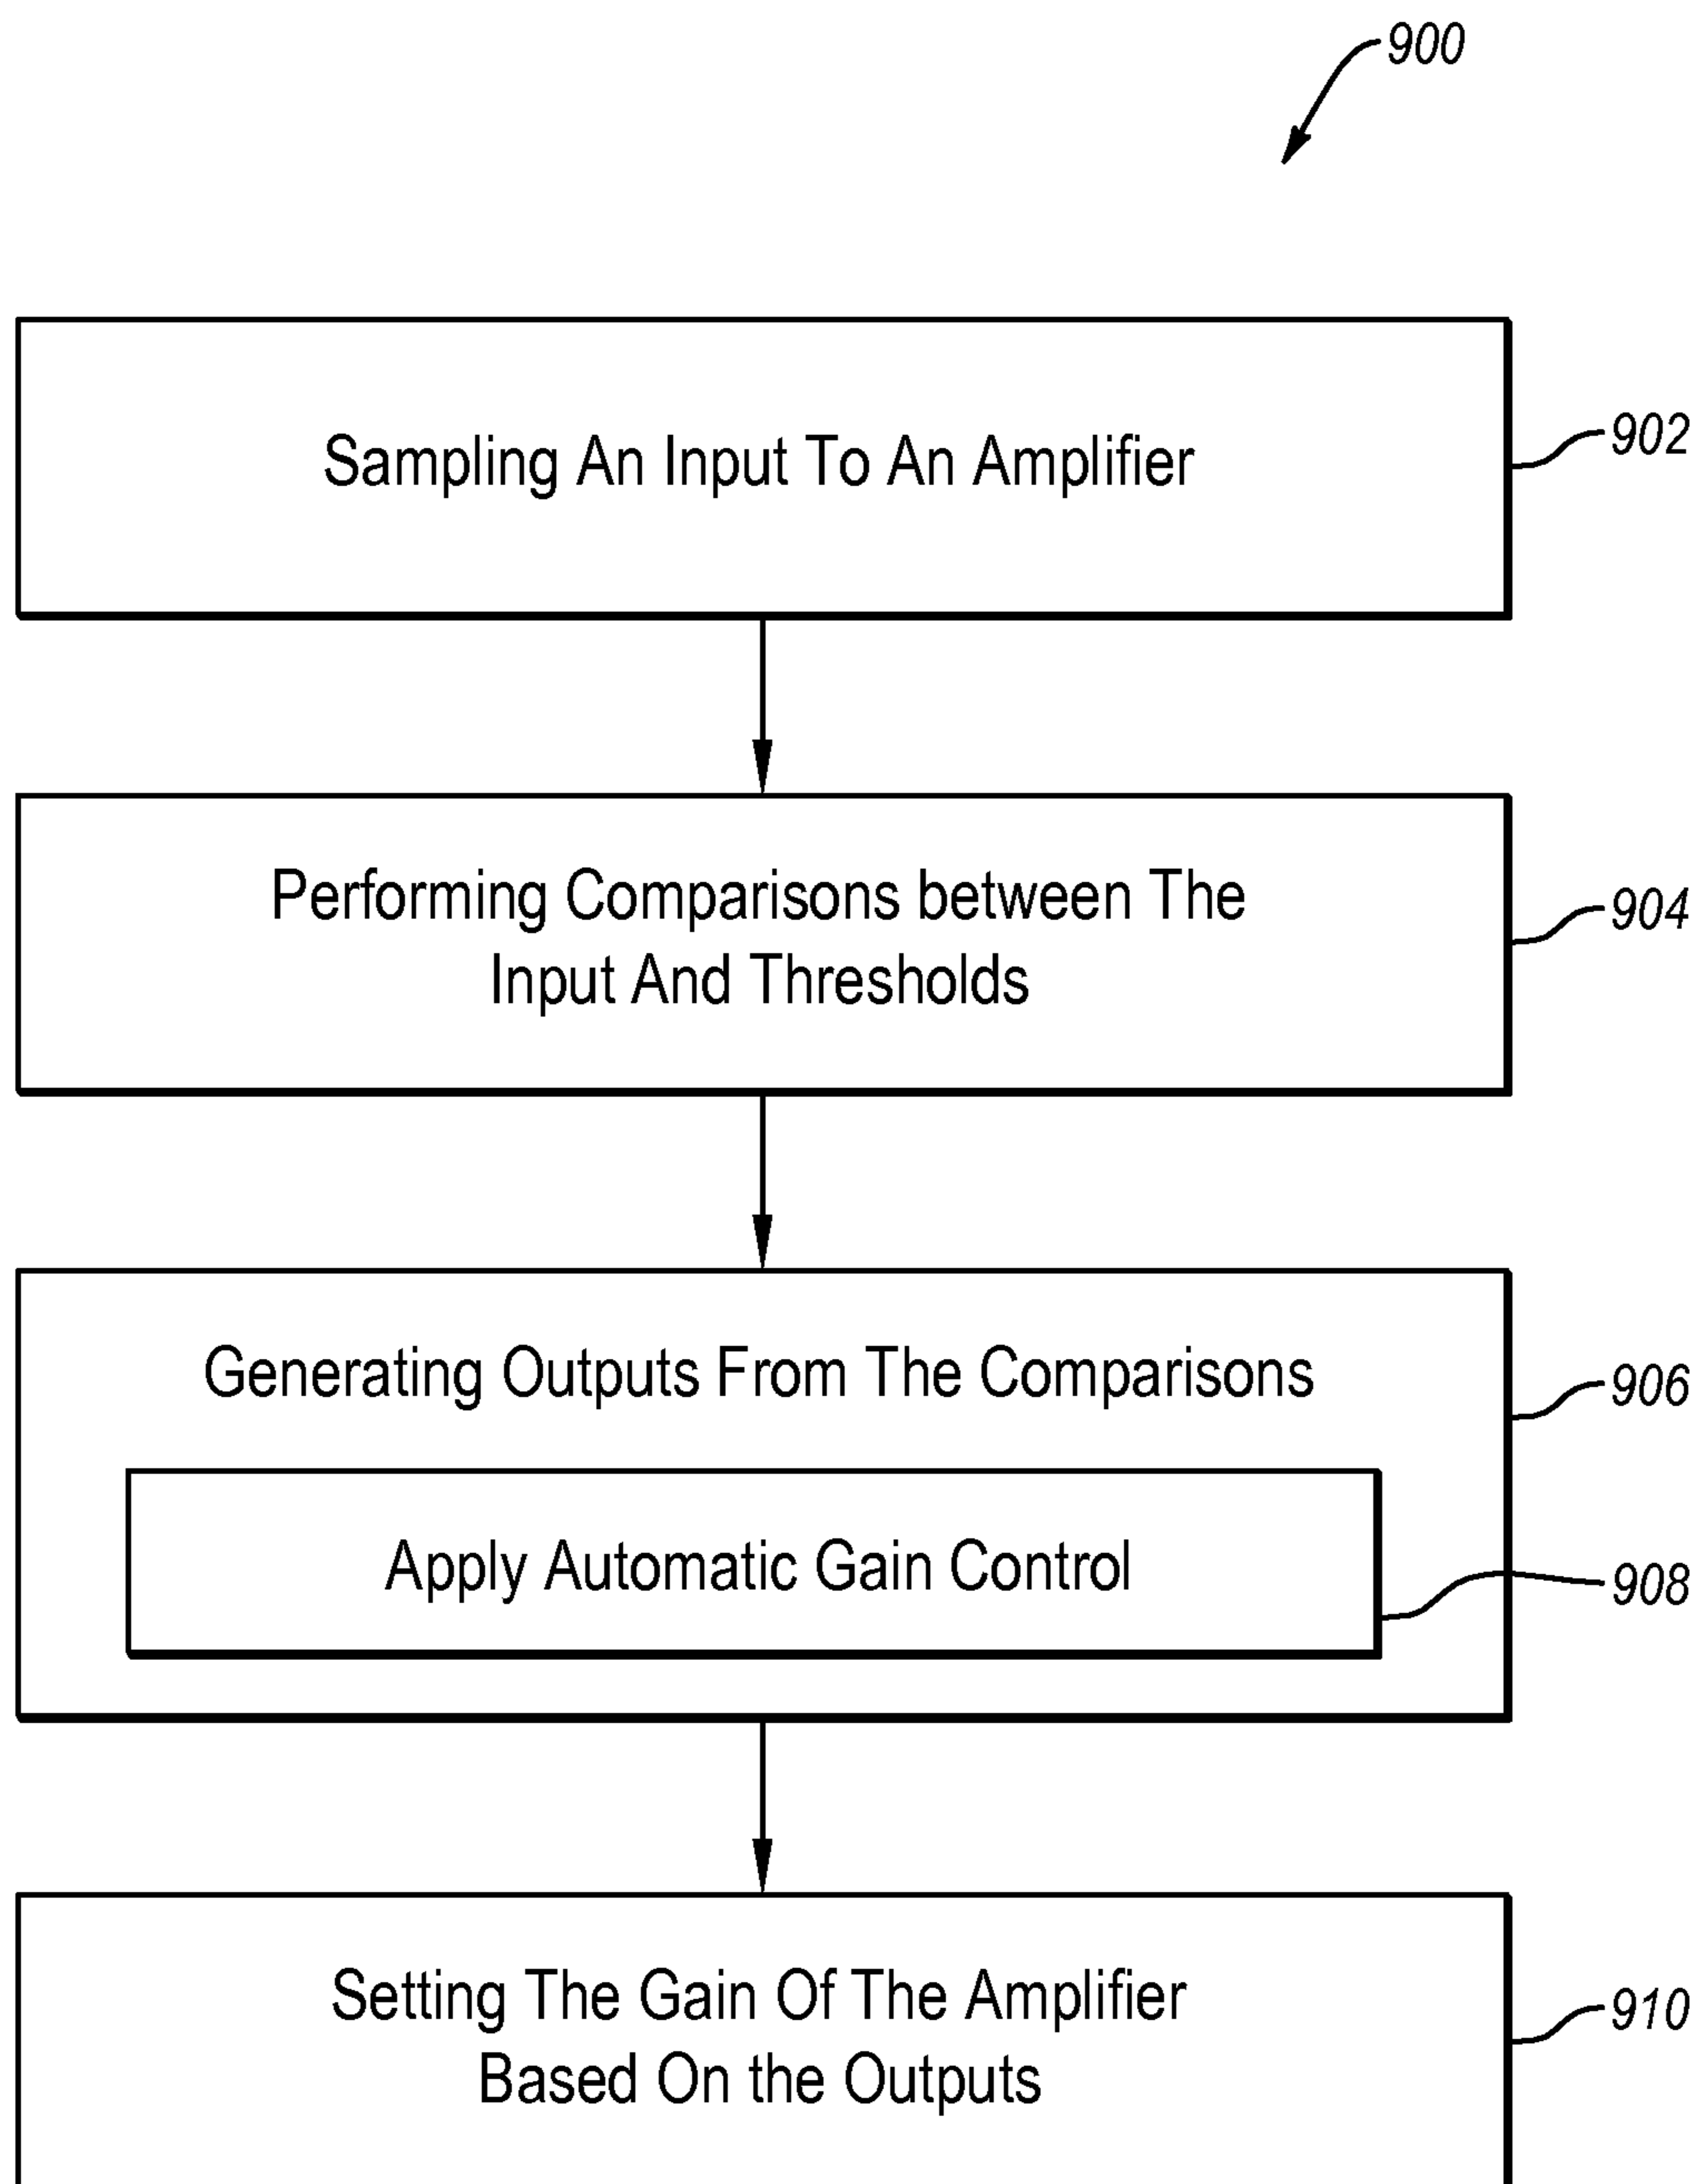 900
Sampling An Input To An Amplifier
902
Performing Comparisons between The
Input And Thresholds
904
Generating Outputs From The Comparisons
906
Apply Automatic Gain Control
908
Setting The Gain Of The Amplifier
Based On the Outputs
910